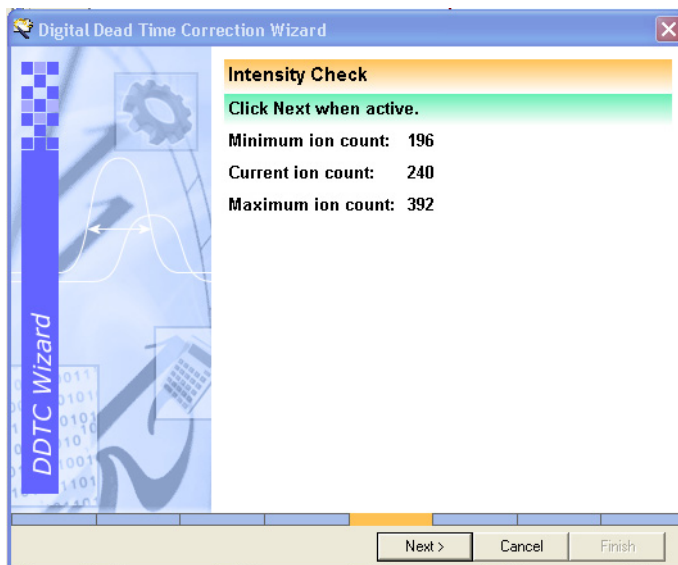 Digital Dead Time Correction Wizard
Intensity Check
Click Next when active.
Minimum ion count: 196
Current ion count: 240
Maximum ion count: 392
DDTC Wizard
Next >
Cancel
Finish